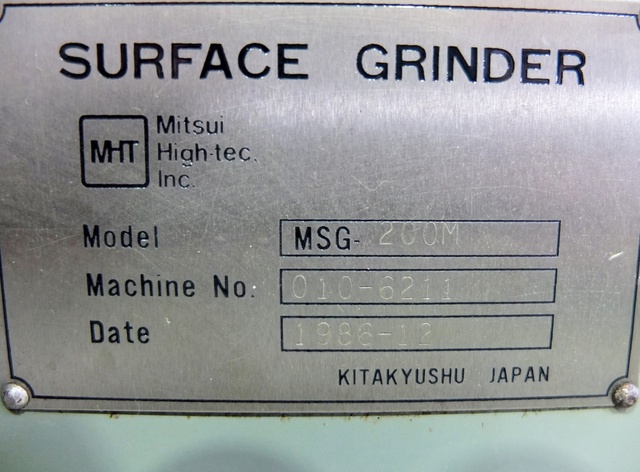 SURFACE GRINDER
MHT
Mitsui
High-tec.
Inc.
Model MSG-200M
Machine No. 010-6211
Date 1986-12
KITAKYUSHU JAPAN